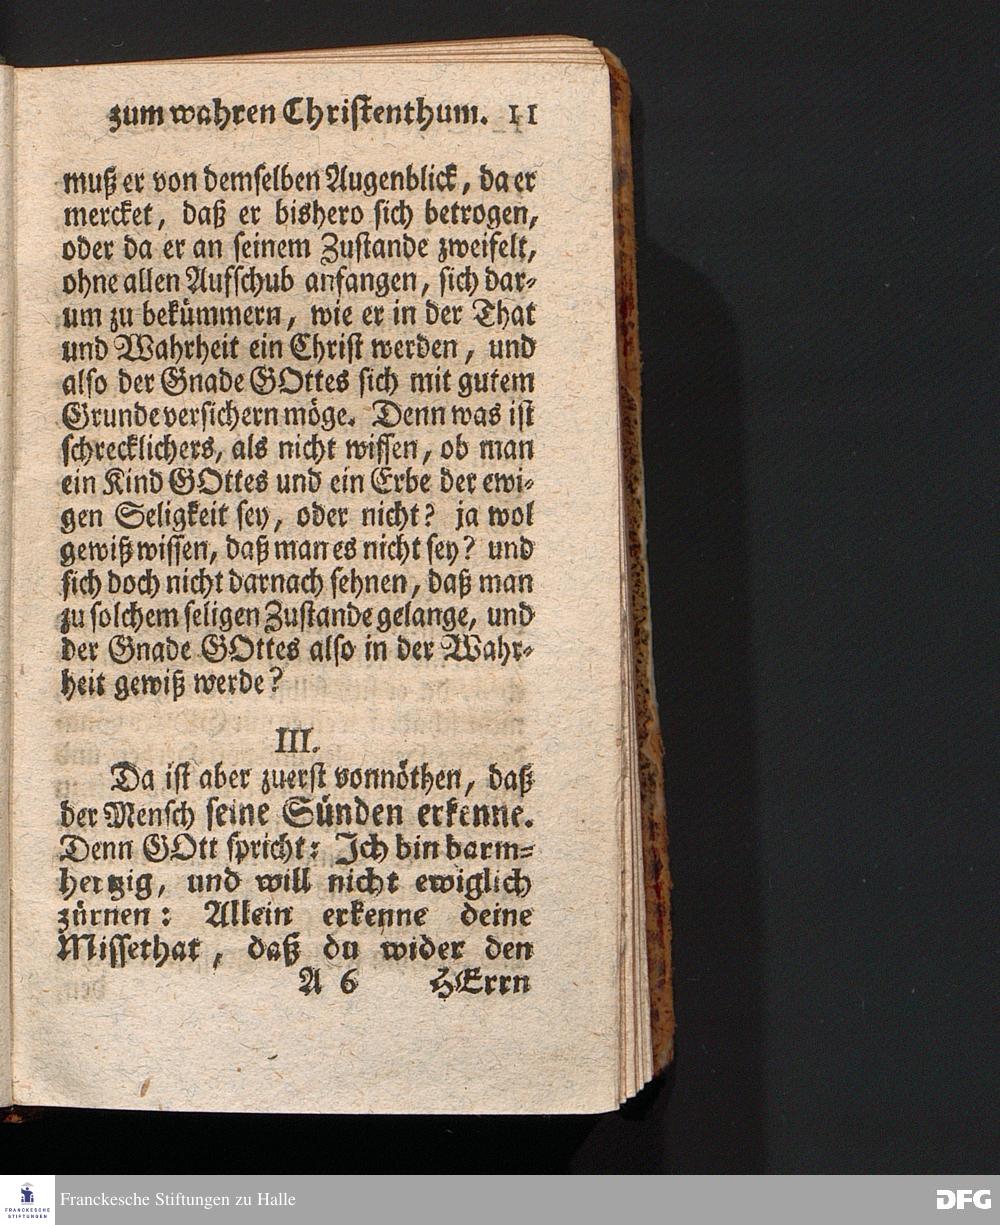 zum wahren Christenthum. 11
muß er von demselben Augenblick, da er
mercket, daß er bishero sich betrogen,
oder da er an seinem Zustande zweifelt,
ohne allen Aufschub anfangen, sich dar-
um zu bekümmern, wie er in der That
und Wahrheit ein Christ werden, und
also der Gnade GOttes sich mit gutem
Grunde versichern möge. Denn was ist
schrecklichers, als nicht wissen, ob man
ein Kind GOttes und ein Erbe der ewi-
gen Seligkeit sey, oder nicht? ja wol
gewiß wissen, daß man es nicht sey? und
sich doch nicht darnach sehnen, daß man
zu solchem seligen Zustande gelange, und
der Gnade GOttes also in der Wahr-
heit gewiß werde?
III.
Da ist aber zuerst vonnöthen, daß
der Mensch seine Sünden erkenne.
Denn GOtt spricht: Ich bin barm-
hertzig, und will nicht ewiglich
zürnen: Allein erkenne deine
Missethat, daß du wider den
A 6 HErrn
FRANCKESCHE
STIFTUNGEN
Franckesche Stiftungen zu Halle
DFG